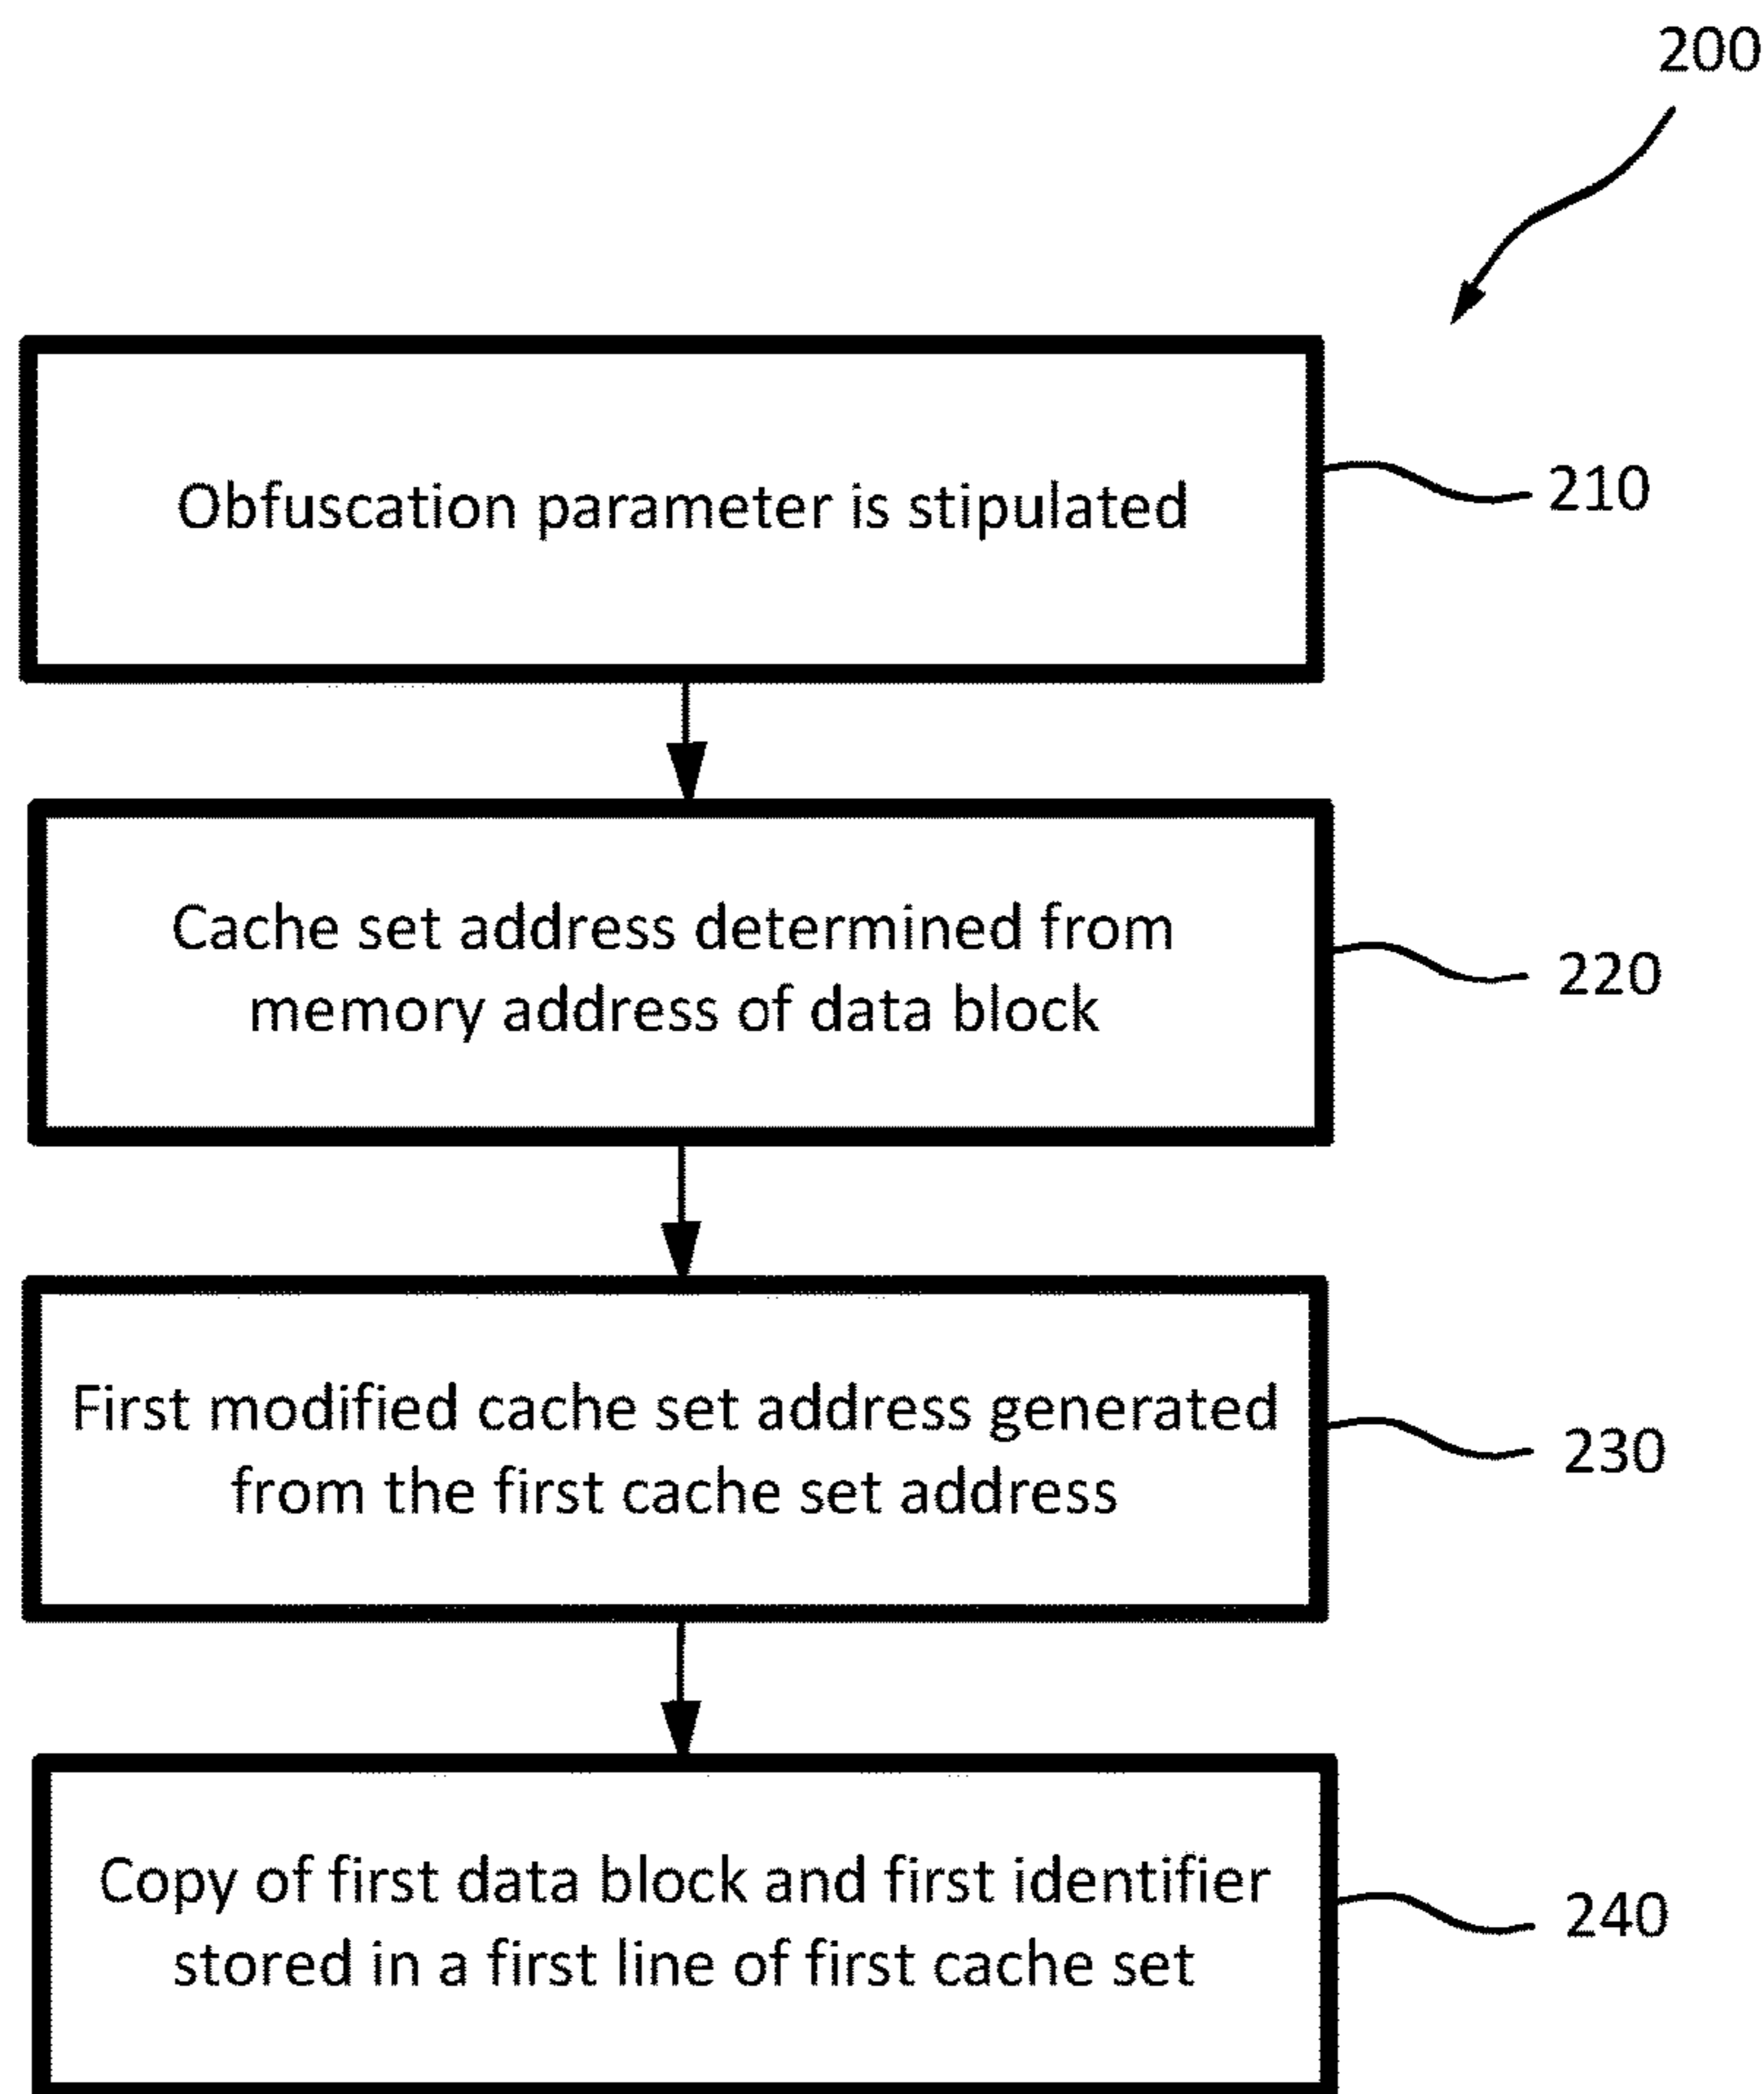 200
Obfuscation parameter is stipulated
210
Cache set address determined from
memory address of data block
220
First modified cache set address generated
from the first cache set address
230
Copy of first data block and first identifier
stored in a first line of first cache set
240